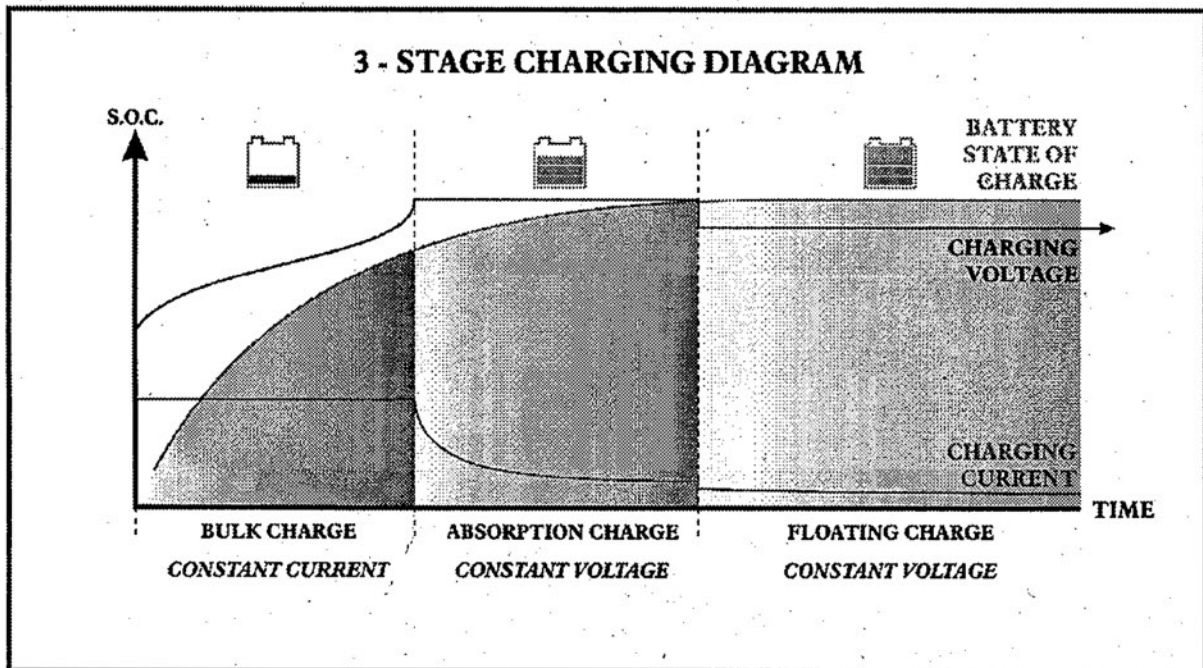 3 - STAGE CHARGING DIAGRAM
S.O.C.
BATTERY
STATE OF
CHARGE
CHARGING
VOLTAGE
CHARGING
CURRENT
TIME
BULK CHARGE
ABSORPTION CHARGE
FLOATING CHARGE
CONSTANT CURRENT
CONSTANT VOLTAGE
CONSTANT VOLTAGE